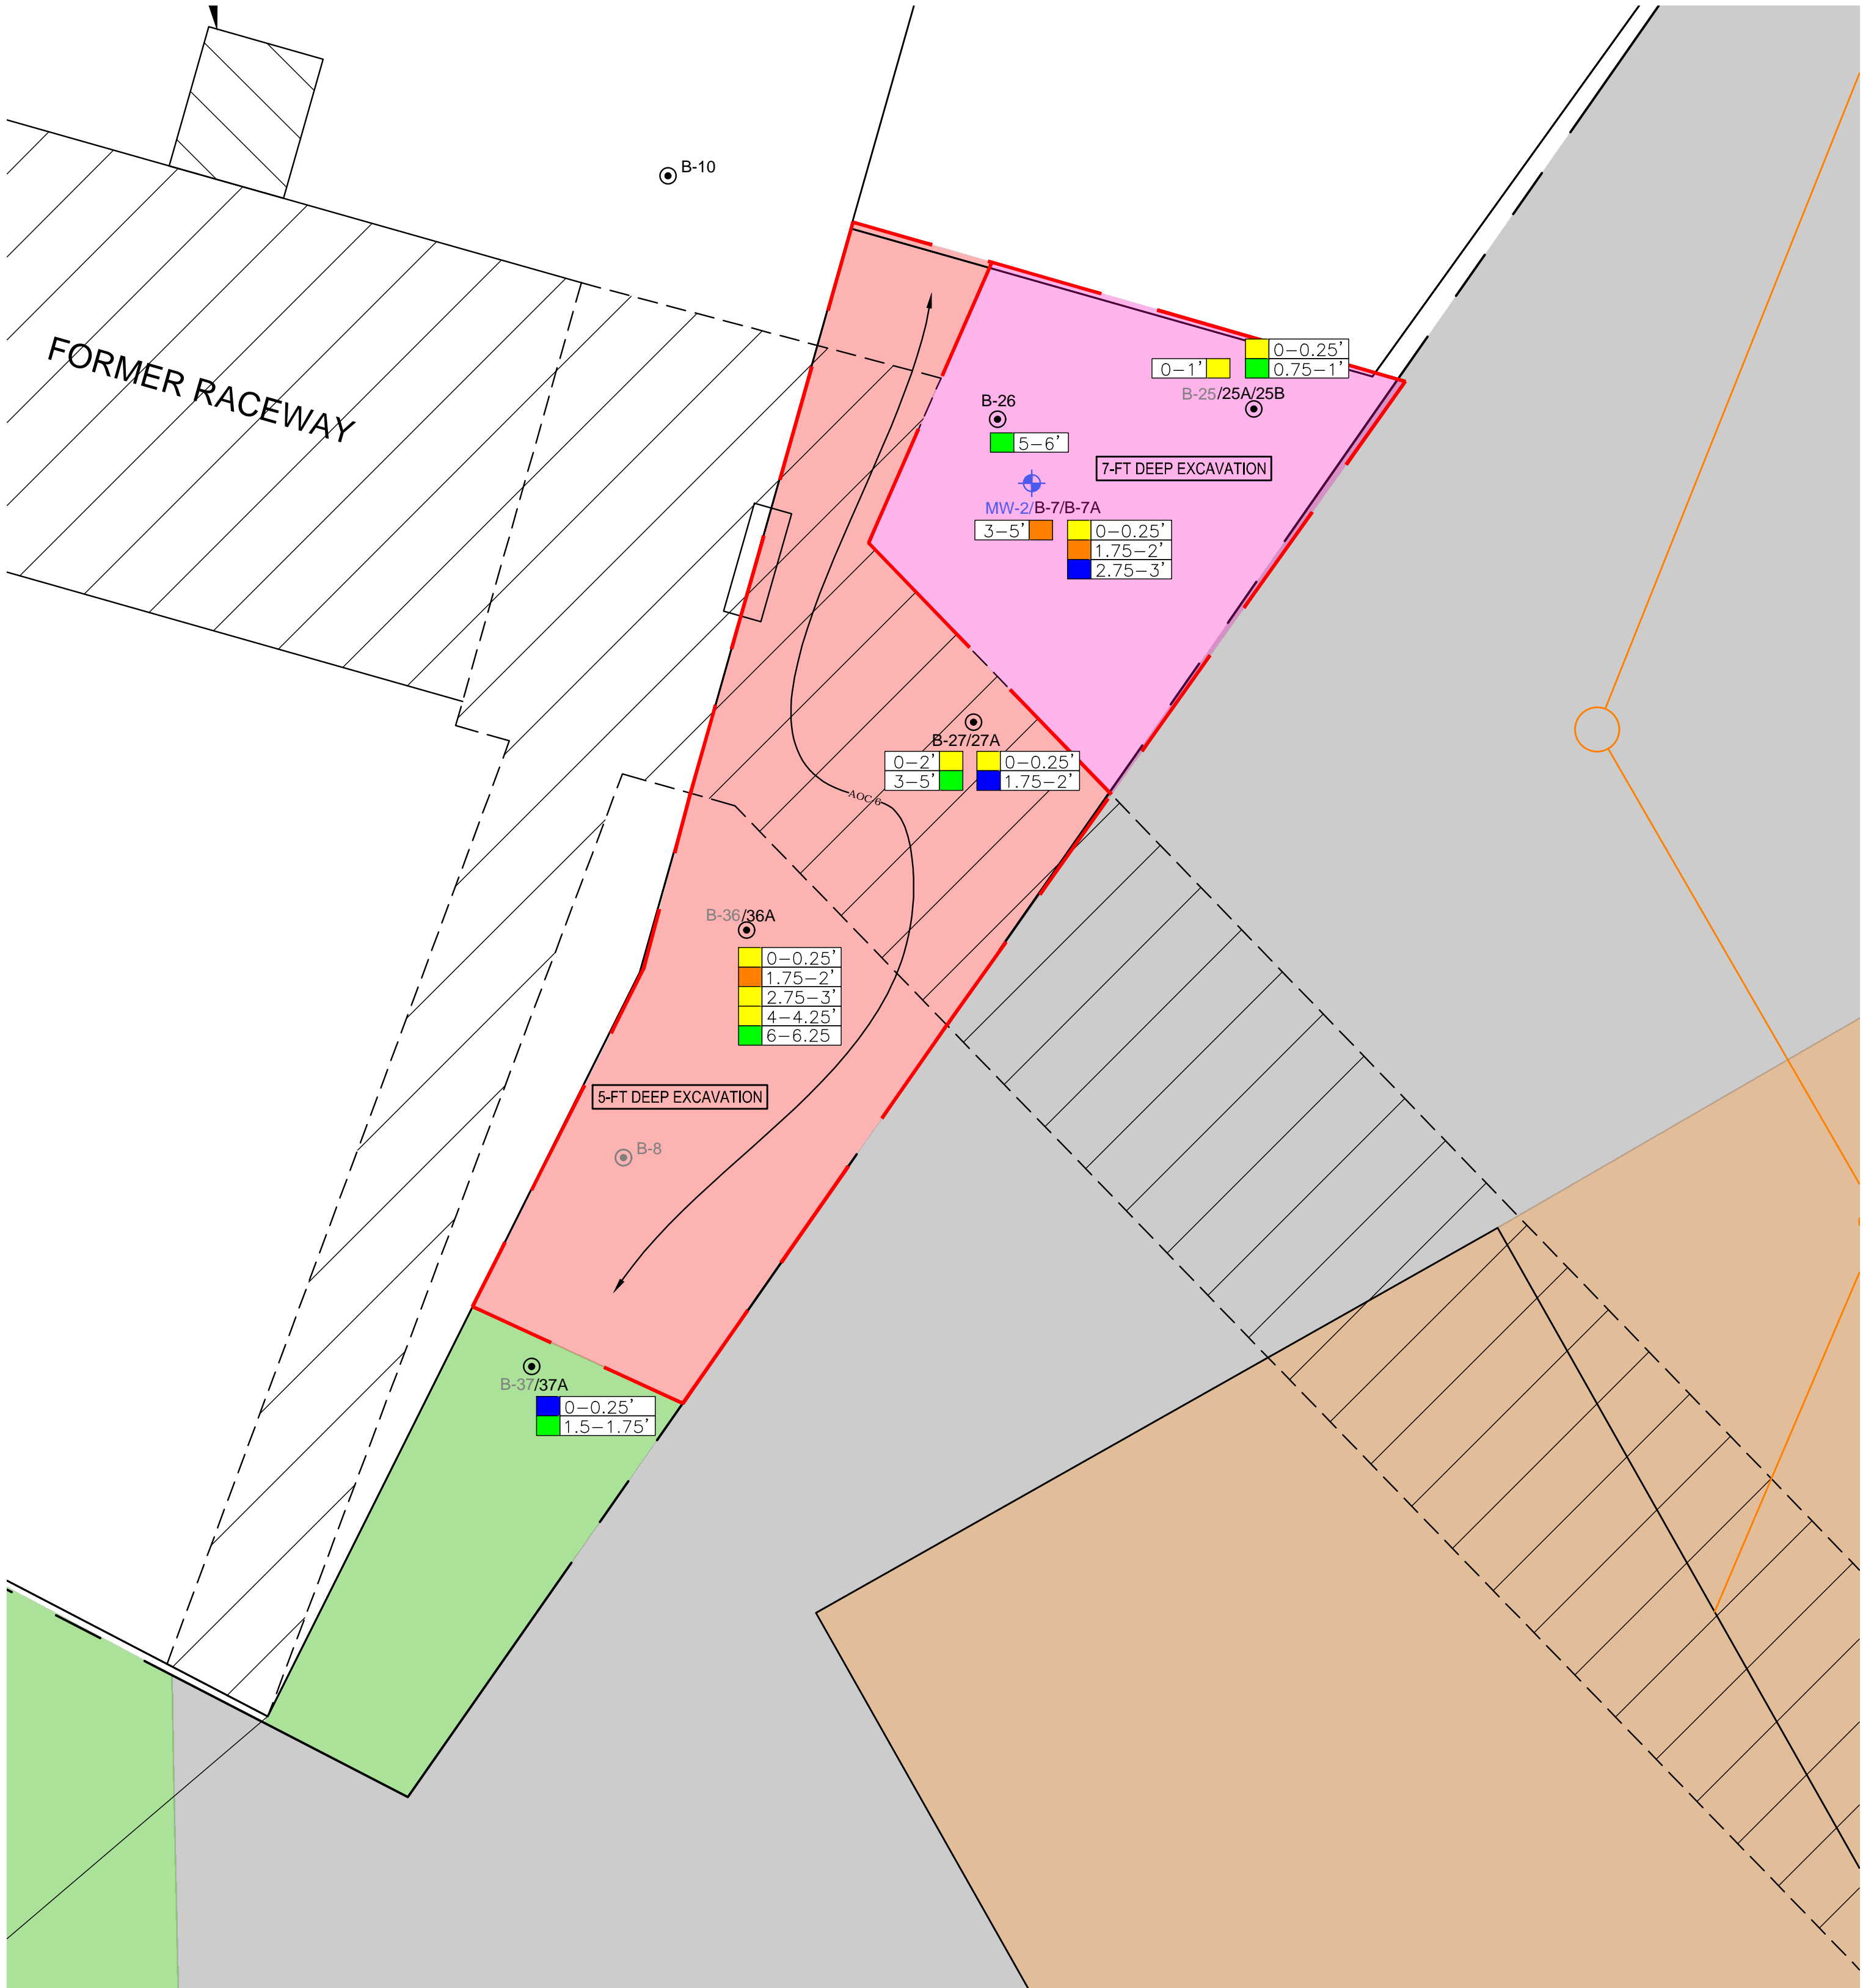 B-10
FORMER RACEWAY
0-0.25'
0-1'
0.75-1'
B-25/25A/25B
B-26
5-6'
7-FT DEEP EXCAVATION
MW-2/B-7/B-7A
3-5'
0-0.25'
1.75-2'
2.75-3'
B-27/27A
0-2'
0-0.25'
3-5'
1.75-2'
AOC 6
B-36/36A
0-0.25'
1.75-2'
2.75-3'
4-4.25'
6-6.25
5-FT DEEP EXCAVATION
B-8
B-37/37A
0-0.25'
1.5-1.75'